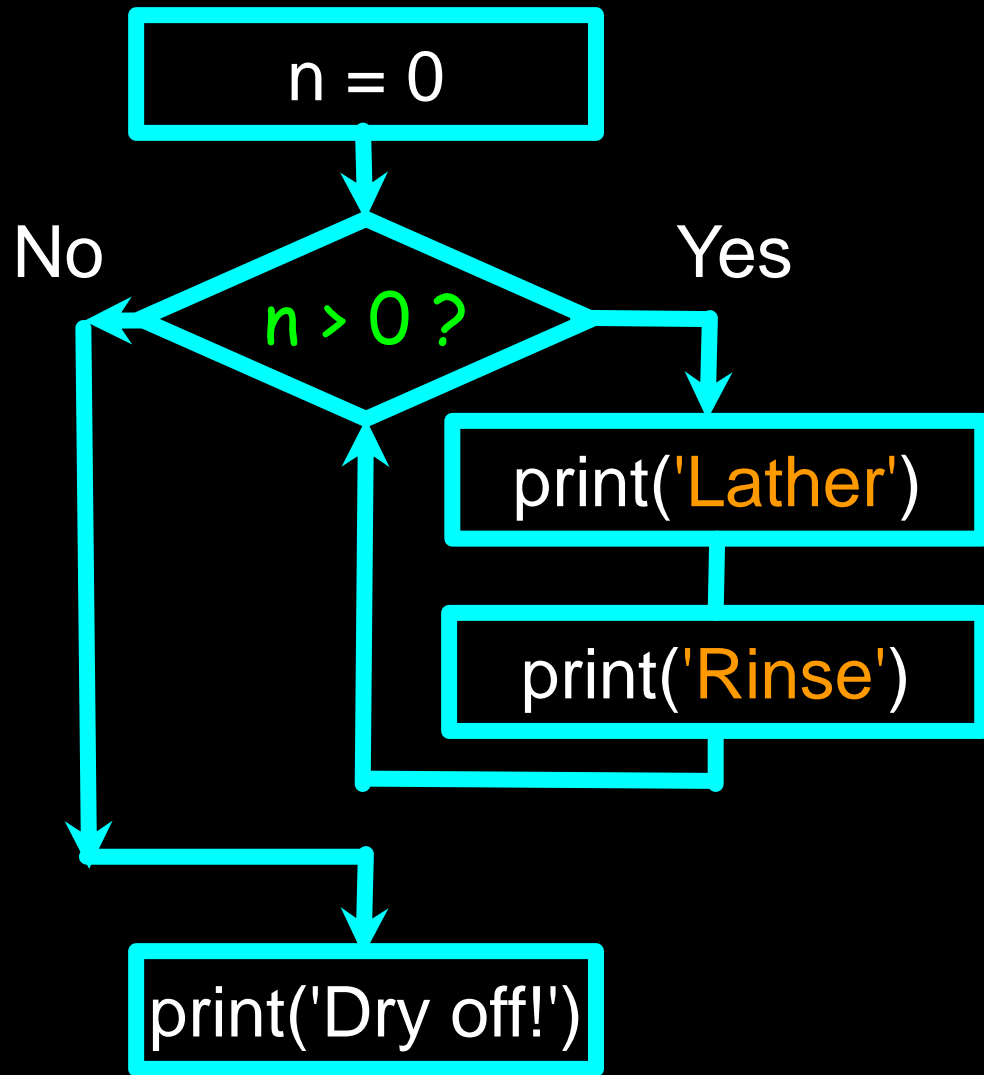 n = 0
No
Yes
n > 0 ?
print('Lather')
print('Rinse')
print('Dry off!')